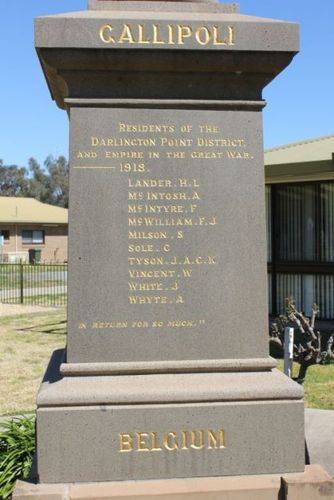 GALLIPOLI
RESIDENTS OF THE
DARLINGTON POINT DISTRICT,
AND EMPIRE IN THE GREAT WAR.
1918.
LANDER. H.L
McINTOSH. A
McINTYRE. F
McWILLIAM. F.J
MILSON. S
SOLE. C
TYSON. J.A.C.K
VINCENT. W
WHITE. J
WHYTE. A
IN RETURN FOR SO MUCH."
BELGIUM